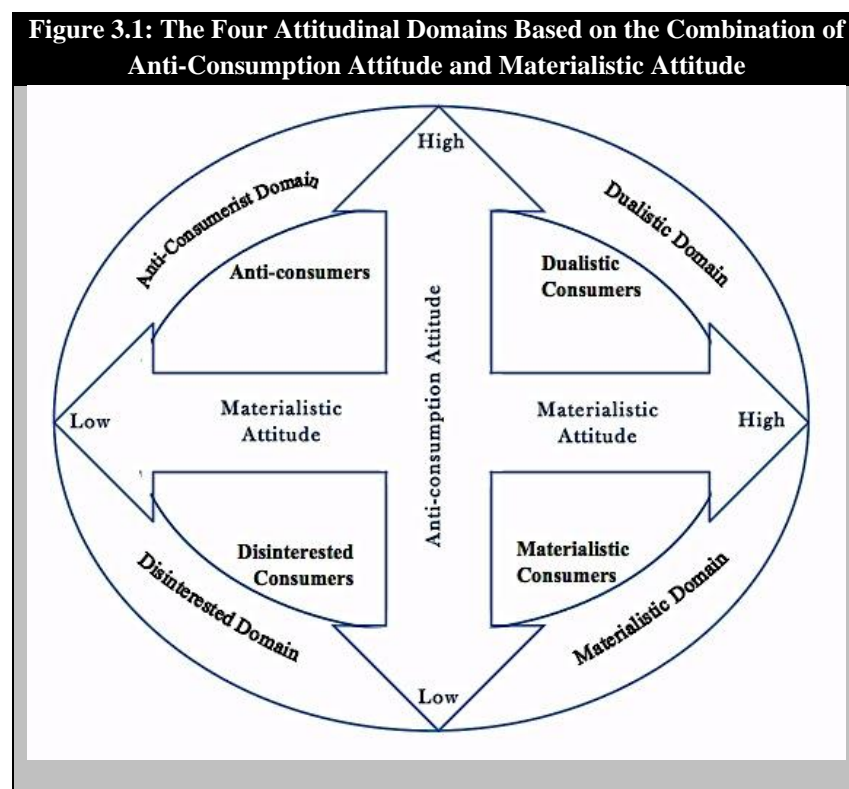 Figure 3.1: The Four Attitudinal Domains Based on the Combination of
Anti-Consumption Attitude and Materialistic Attitude
High
Anti-Consumerist Domain
Dualistic Domain
Anti-consumers
Dualistic
Consumers
Anti-consumption Attitude
Low
Materialistic
Attitude
Materialistic
Attitude
High
Disinterested
Consumers
Materialistic
Consumers
Disinterested Domain
Materialistic Domain
Low